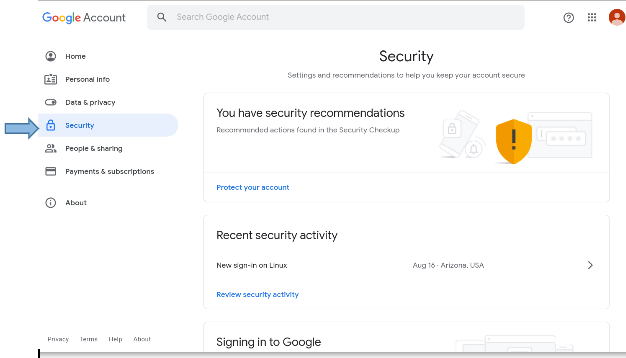 Google Account
Search Google Account
Home
Personal info
Data & privacy
Security
People & sharing
Payments & subscriptions
About
Privacy Terms Help About
Security
Settings and recommendations to help you keep your account secure
You have security recommendations
Recommended actions found in the Security Checkup
Protect your account
Recent security activity
New sign-in on Linux Aug 16 · Arizona, USA
Review security activity
Signing in to Google